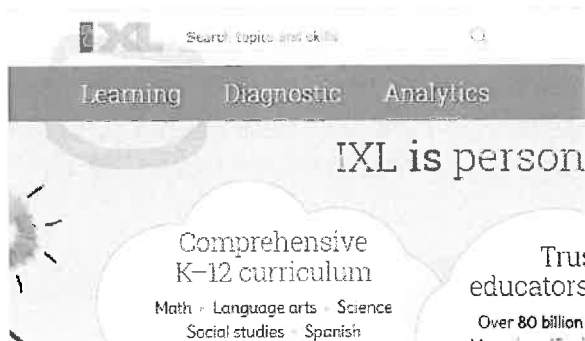 IXL
Search topics and skills
Learning Diagnostic Analytics
IXL is person
Comprehensive
K–12 curriculum
Math - Language arts - Science
Social studies - Spanish
Trus
educators
Over 80 billion